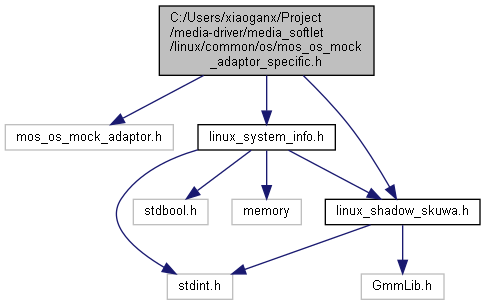 C:/Users/xiaoganx/Project
/media-driver/media_softlet
/linux/common/os/mos_os_mock
_adaptor_specific.h
mos_os_mock_adaptor.h
linux_system_info.h
stdbool.h
memory
linux_shadow_skuwa.h
stdint.h
GmmLib.h